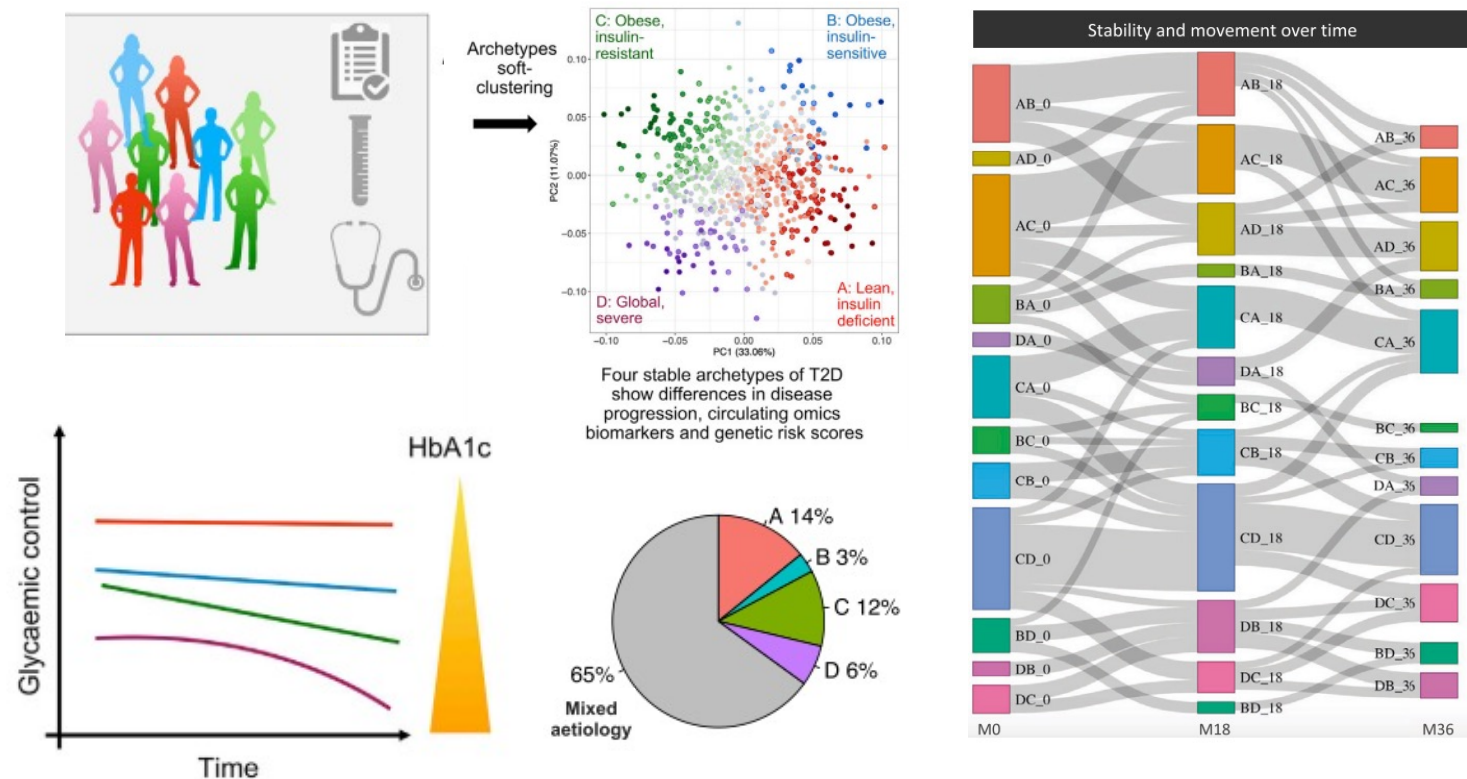 Archetypes
soft-
clustering
C: Obese,
insulin-
resistant
B: Obese,
insulin-
sensitive
D: Global,
severe
A: Lean,
insulin
deficient
0.10
0.05
0.00
−0.05
−0.10
PC2 (11.07%)
−0.10
−0.05
0.00
0.05
0.10
PC1 (33.06%)
Four stable archetypes of T2D
show differences in disease
progression, circulating omics
biomarkers and genetic risk scores
HbA1c
Glycaemic control
Time
A 14%
B 3%
C 12%
D 6%
65%
Mixed
aetiology
Stability and movement over time
AB_0
AD_0
AC_0
BA_0
DA_0
CA_0
BC_0
CB_0
CD_0
BD_0
DB_0
DC_0
AB_18
AC_18
AD_18
BA_18
CA_18
DA_18
BC_18
CB_18
CD_18
DB_18
DC_18
BD_18
AB_36
AC_36
AD_36
BA_36
CA_36
BC_36
CB_36
DA_36
CD_36
DC_36
BD_36
DB_36
M0
M18
M36